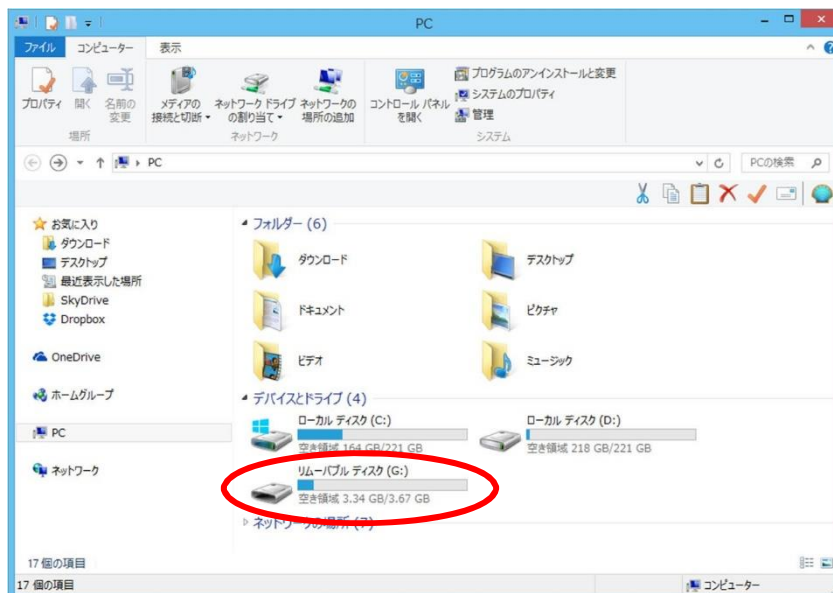 PC
ファイル コンピューター 表示
プロパティ 開く 名前の変更 メディアの接続と切断 ネットワーク ドライブの割り当て ネットワークの場所の追加 コントロール パネルを開く プログラムのアンインストールと変更
システムのプロパティ
管理
場所 ネットワーク システム
PC PCの検索
お気に入り
ダウンロード
デスクトップ
最近表示した場所
SkyDrive
Dropbox
OneDrive
ホームグループ
PC
ネットワーク
フォルダー (6)
ダウンロード デスクトップ
ドキュメント ピクチャ
ビデオ ミュージック
デバイスとドライブ (4)
ローカル ディスク (C:) ローカル ディスク (D:)
空き領域 164 GB/221 GB 空き領域 218 GB/221 GB
リムーバブル ディスク (G:)
空き領域 3.34 GB/3.67 GB
ネットワークの場所 (7)
17 個の項目
17 個の項目 コンピューター